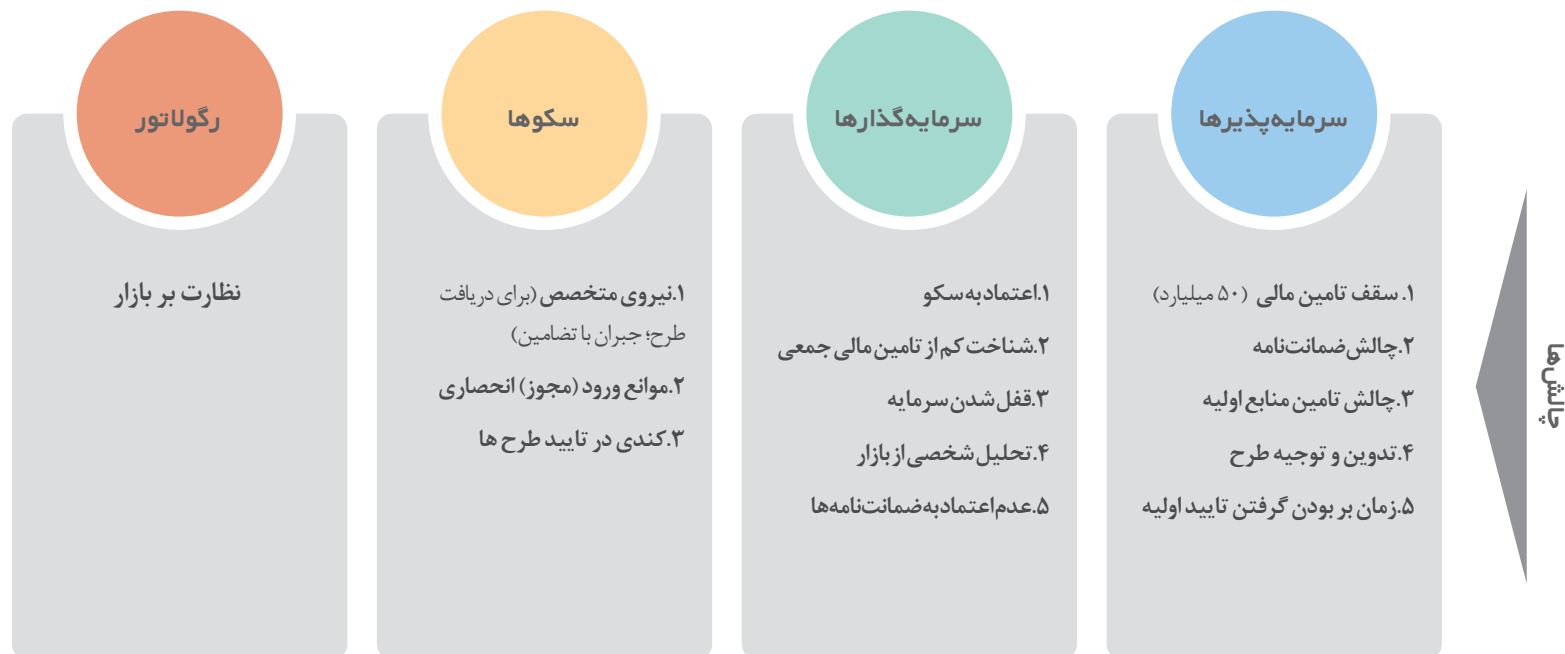 چالش‌ها
سرمایه‌پذیرها
۱. سقف تامین مالی (۵۰ میلیارد)
۲.چالش ضمانت‌نامه
۳.چالش تامین منابع اولیه
۴.تدوین و توجیه طرح
۵.زمان بر بودن گرفتن تایید اولیه
سرمایه‌گذارها
۱.اعتماد به سکو
۲.شناخت کم از تامین مالی جمعی
۳.قفل شدن سرمایه
۴.تحلیل شخصی از بازار
۵.عدم اعتماد به ضمانت‌نامه‌ها
سکوها
۱.نیروی متخصص (برای دریافت
طرح؛ جبران با تضامین)
۲.موانع ورود (مجوز) انحصاری
۳.کندی در تایید طرح ها
رگولاتور
نظارت بر بازار